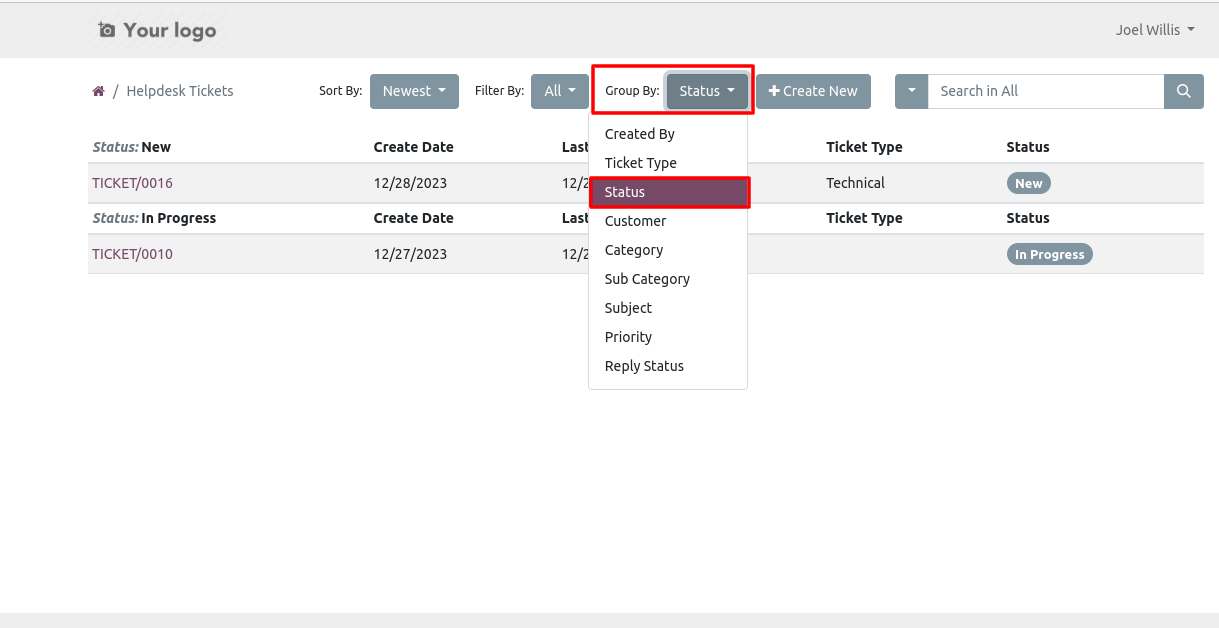 Your logo
Joel Willis
/ Helpdesk Tickets Sort By: Newest Filter By: All Group By: Status + Create New Search in All
Created By
Ticket Type
Status
Customer
Category
Sub Category
Subject
Priority
Reply Status
Status: New Create Date Last Ticket Type Status
TICKET/0016 12/28/2023 12/2 Technical New
Status: In Progress Create Date Last Ticket Type Status
TICKET/0010 12/27/2023 12/2 In Progress